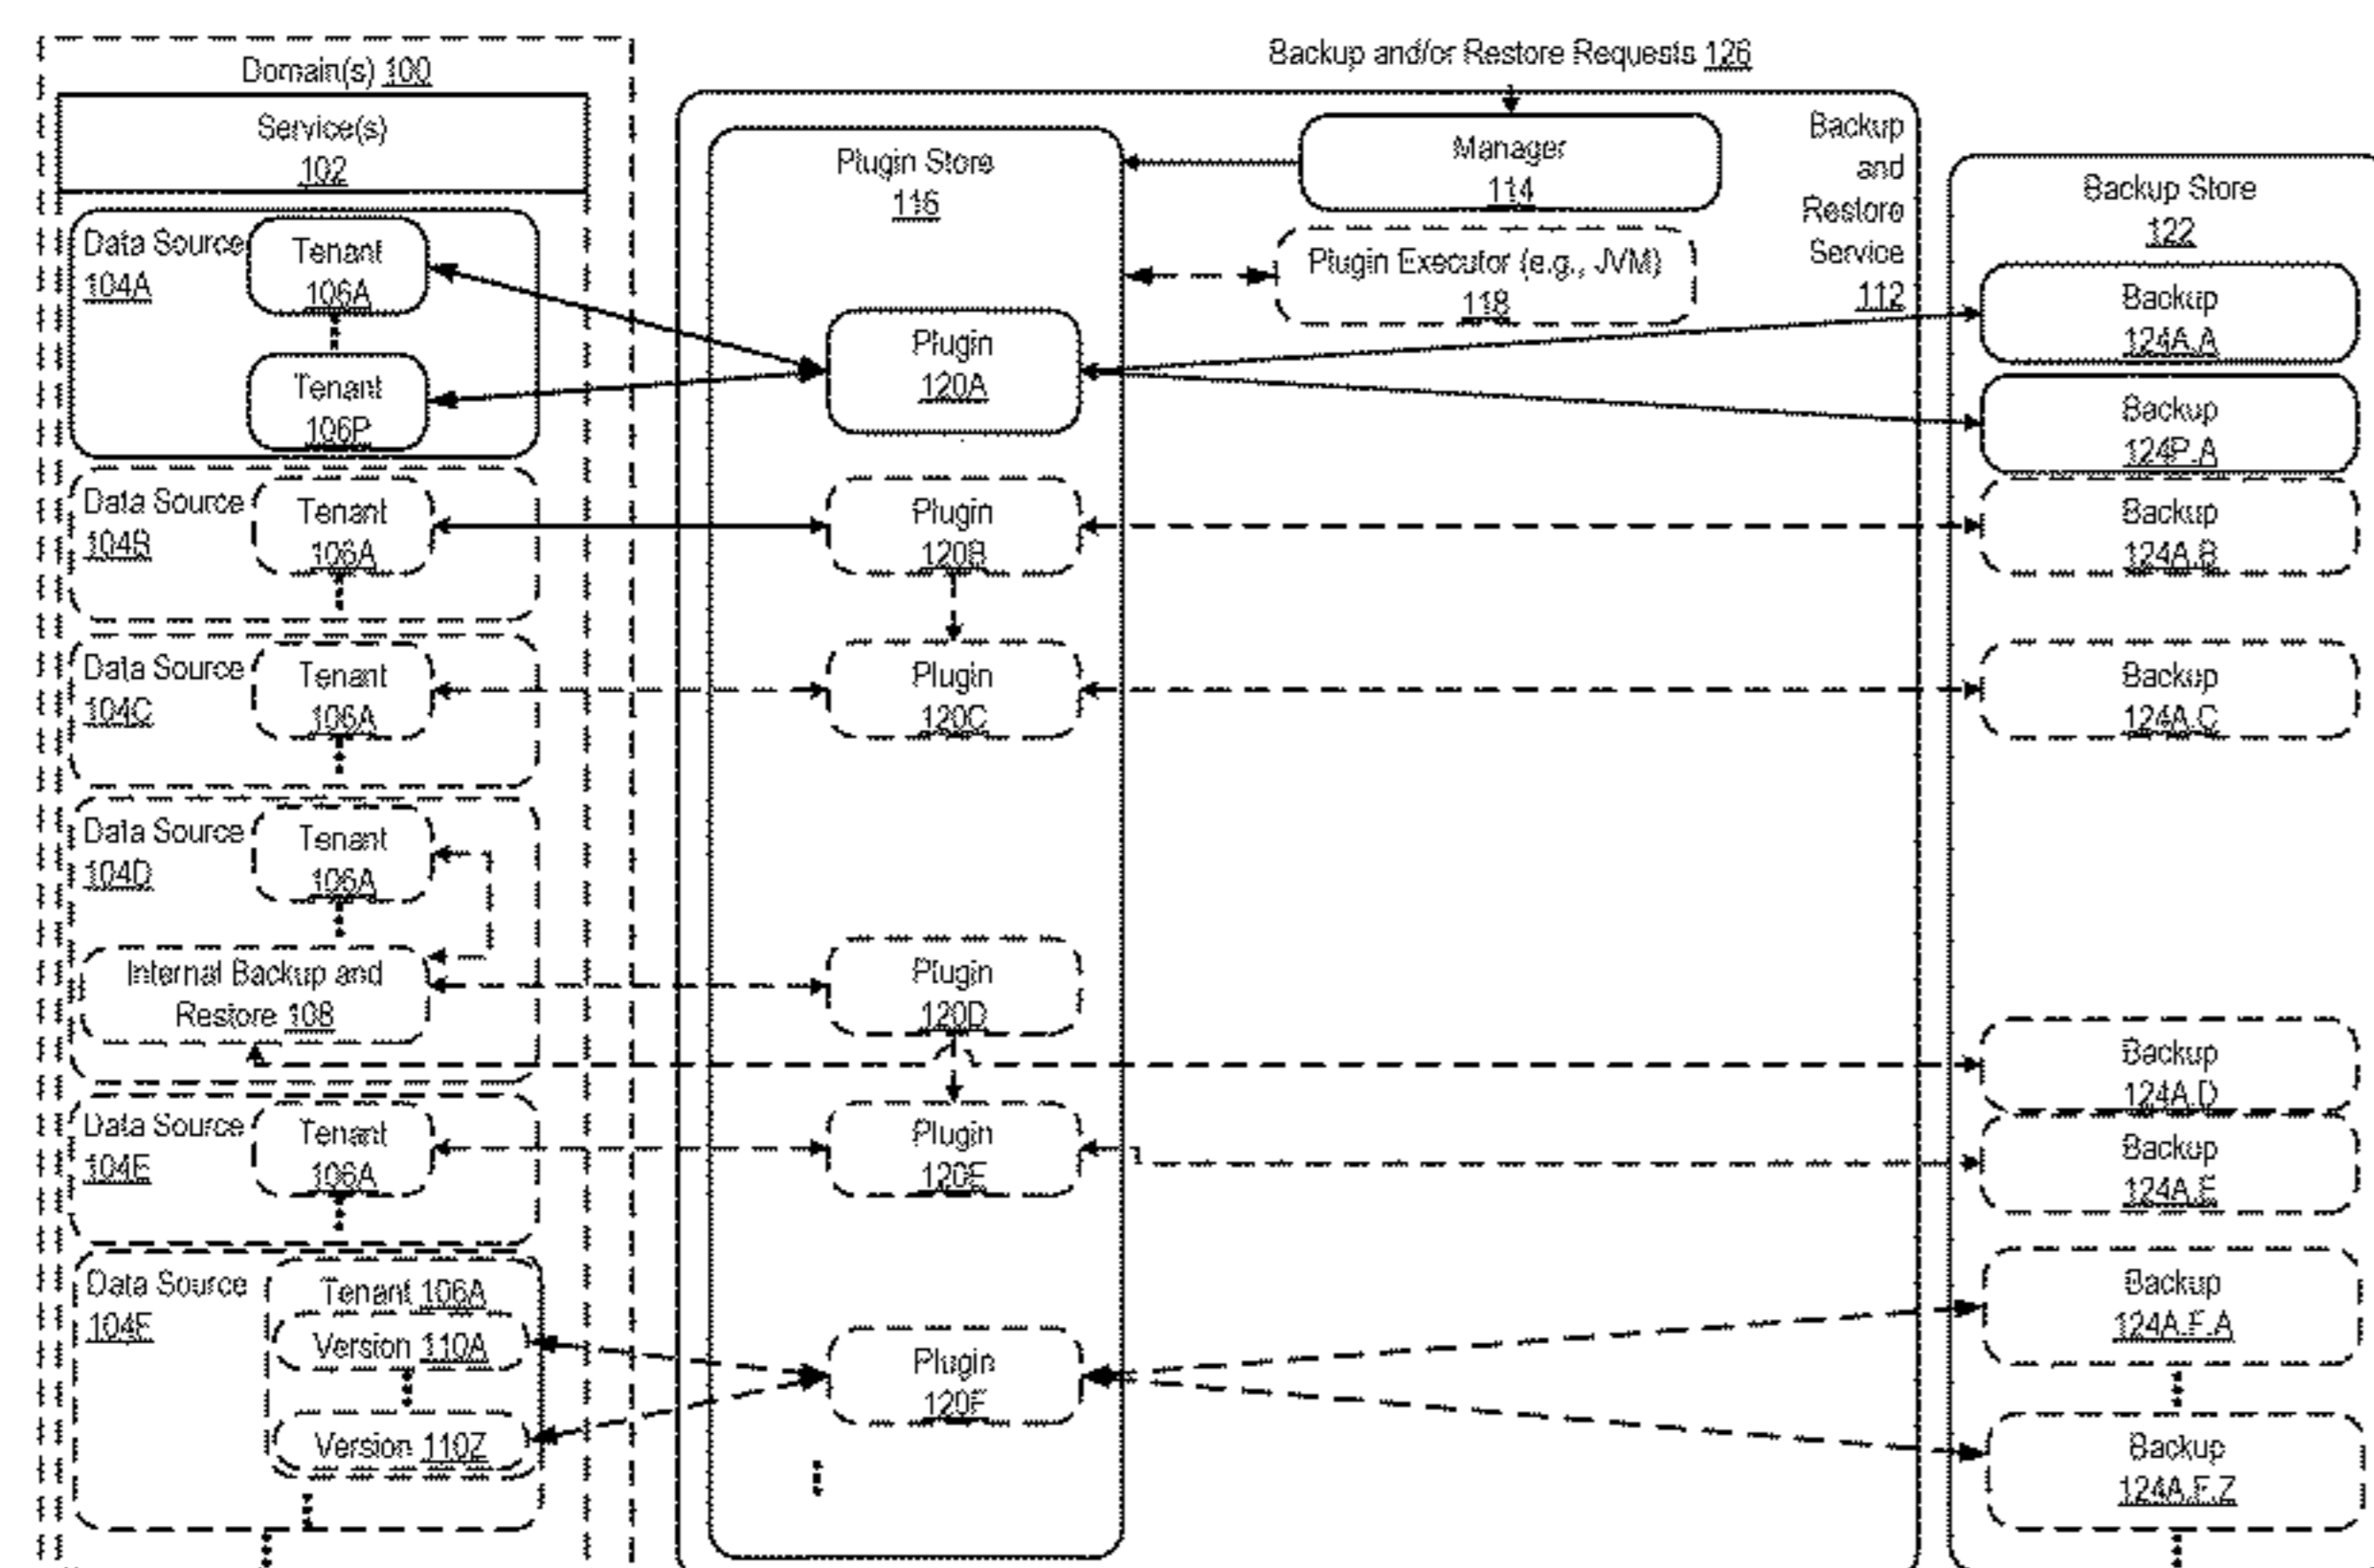 Domain(s) 100
Service(s)
102
Data Source
104A
Tenant
106A
Tenant
106P
Data Source
104B
Tenant
106A
Data Source
104C
Tenant
106A
Data Source
104D
Tenant
106A
Internal Backup and
Restore 108
Data Source
104E
Tenant
106A
Data Source
104F
Tenant 106A
Version 110A
Version 110Z
Backup and/or Restore Requests 126
Plugin Store
116
Manager
114
Plugin Executor (e.g., JVM)
118
Backup
and
Restore
Service
112
Plugin
120A
Plugin
120B
Plugin
120C
Plugin
120D
Plugin
120E
Plugin
120F
Backup Store
122
Backup
124A.A
Backup
124P.A
Backup
124A.B
Backup
124A.C
Backup
124A.D
Backup
124A.E
Backup
124A.F.A
Backup
124A.F.Z